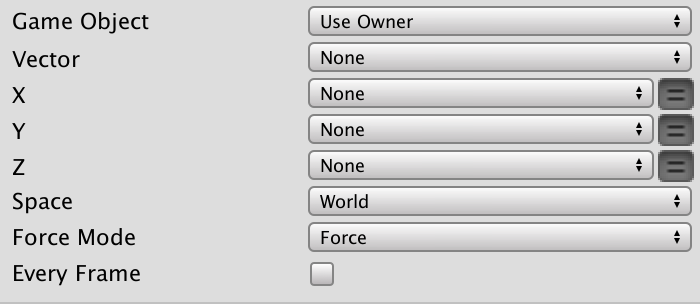 Game Object Use Owner
Vector None
X None
Y None
Z None
Space World
Force Mode Force
Every Frame